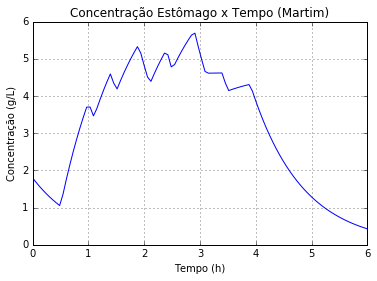 Concentração Estômago x Tempo (Martim)
Concentração (g/L)
6
5
4
3
2
1
0
0 1 2 3 4 5 6
Tempo (h)